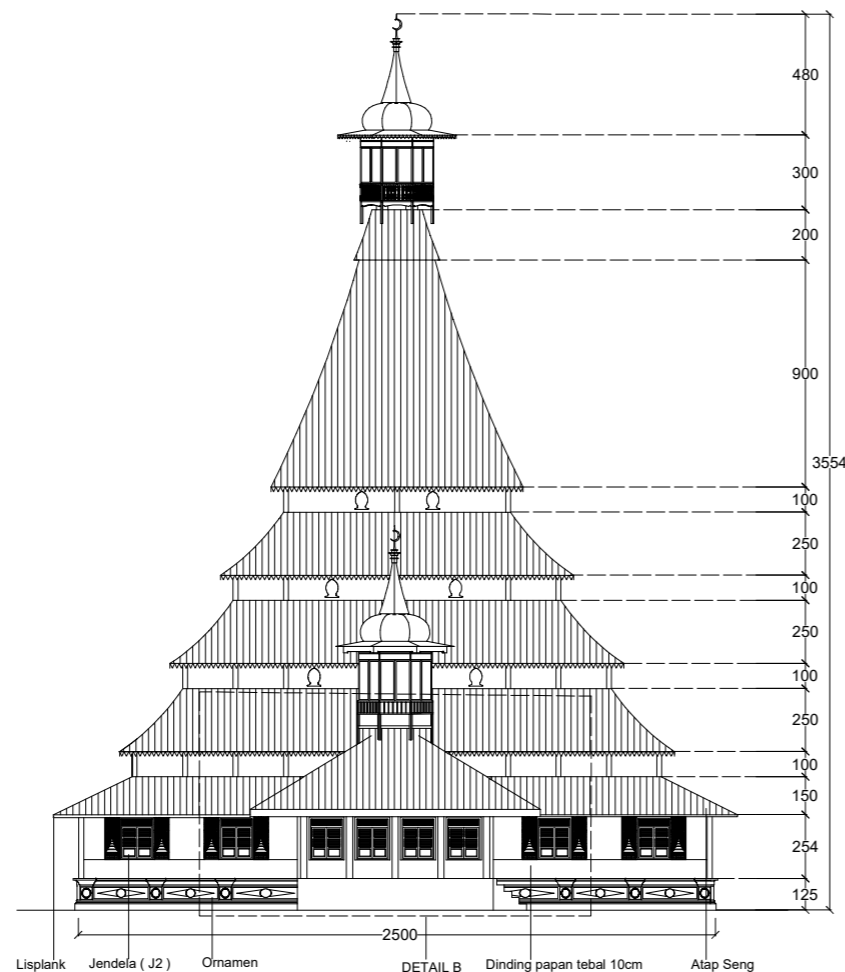 480
300
200
900
3554
100
250
100
250
100
250
100
150
254
125
2500
Lisplank
Jendela ( J2 )
Ornamen
DETAIL B
Dinding papan tebal 10cm
Atap Seng